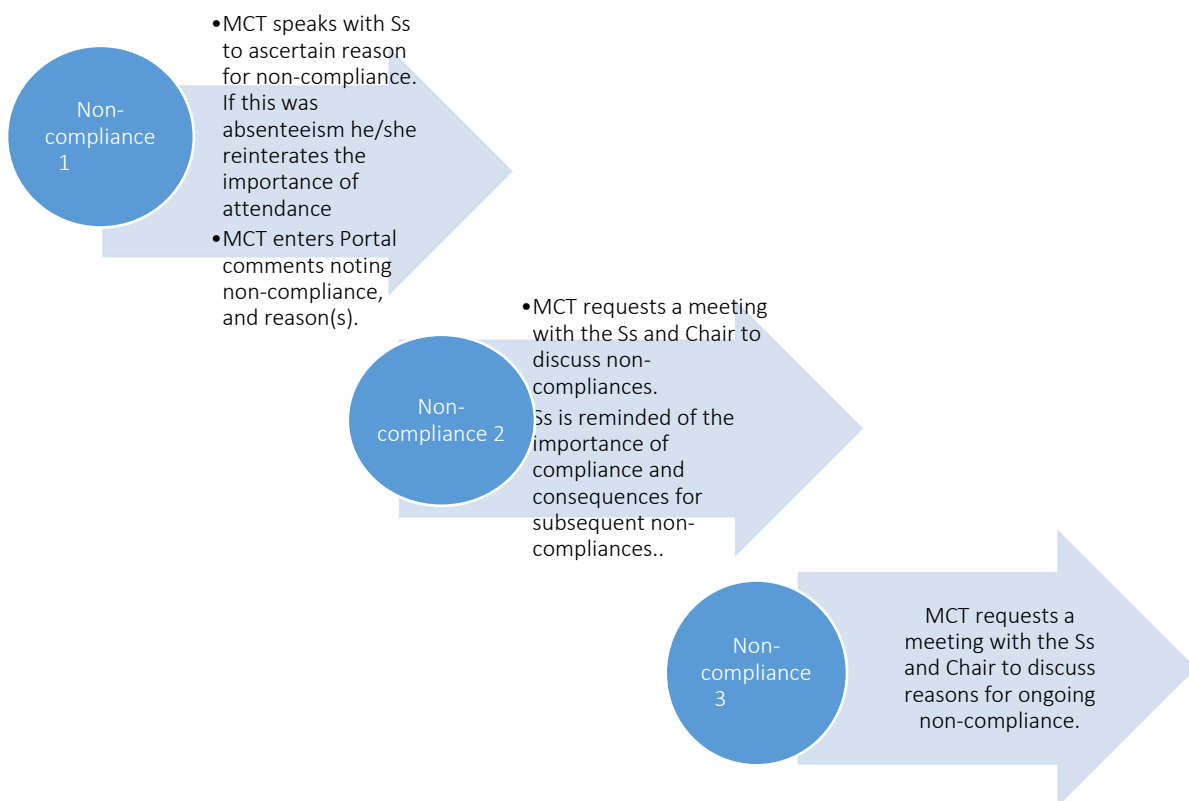 Non-
compliance
1
•MCT speaks with Ss
to ascertain reason
for non-compliance.
If this was
absenteeism he/she
reinterates the
importance of
attendance
•MCT enters Portal
comments noting
non-compliance,
and reason(s).
Non-
compliance 2
•MCT requests a meeting
with the Ss and Chair to
discuss non-
compliances.
Ss is reminded of the
importance of
compliance and
consequences for
subsequent non-
compliances..
Non-
compliance
3
MCT requests a
meeting with the Ss
and Chair to discuss
reasons for ongoing
non-compliance.